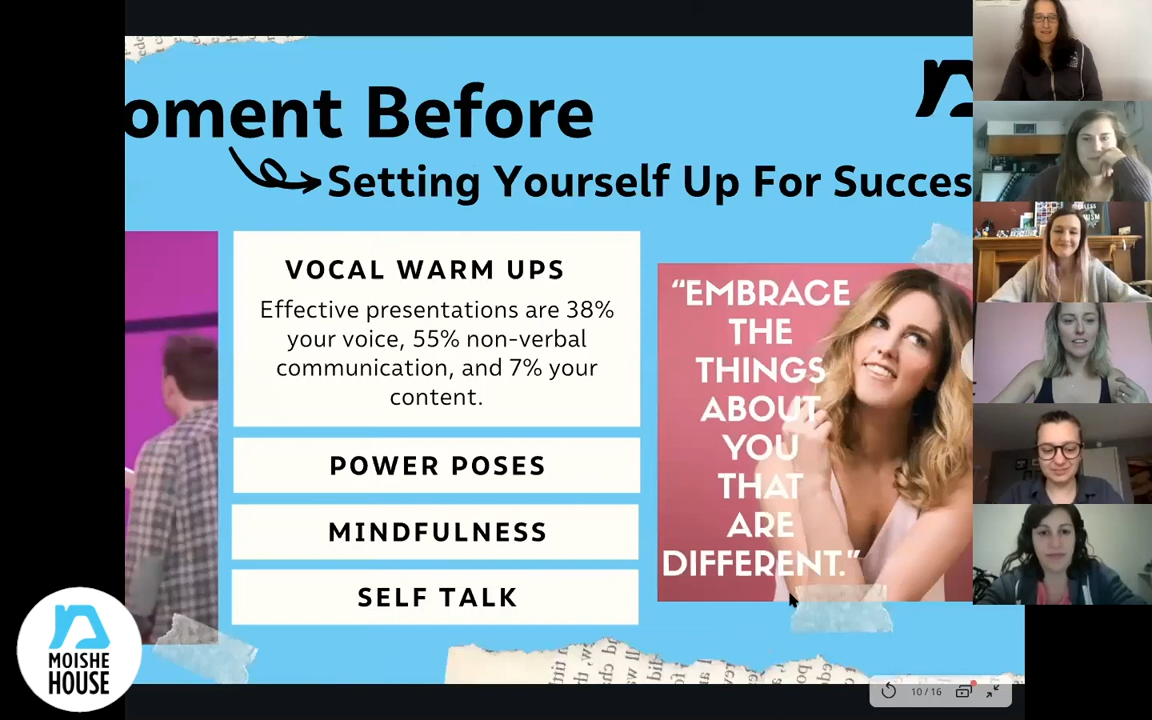 oment Before
Setting Yourself Up For Succes
VOCAL WARM UPS
Effective presentations are 38%
your voice, 55% non-verbal
communication, and 7% your
content.
POWER POSES
MINDFULNESS
SELF TALK
“EMBRACE
THE
THINGS
ABOUT
YOU
THAT
ARE
DIFFERENT.”
MOISHE
HOUSE
10 / 16